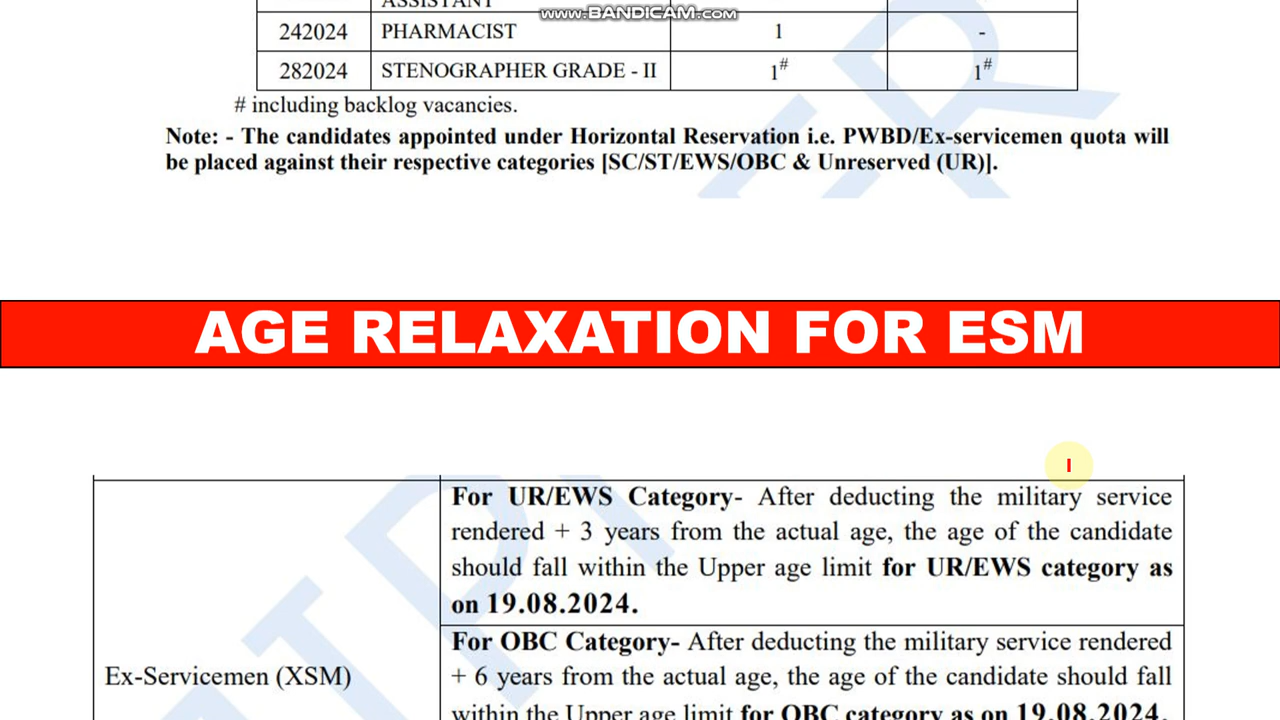 ASSISTANT
www.BANDICAM.com
242024 PHARMACIST 1 -
282024 STENOGRAPHER GRADE - II 1# 1#
# including backlog vacancies.
Note: - The candidates appointed under Horizontal Reservation i.e. PWBD/Ex-servicemen quota will
be placed against their respective categories [SC/ST/EWS/OBC & Unreserved (UR)].
AGE RELAXATION FOR ESM
For UR/EWS Category- After deducting the military service
rendered + 3 years from the actual age, the age of the candidate
should fall within the Upper age limit for UR/EWS category as
on 19.08.2024.
For OBC Category- After deducting the military service rendered
Ex-Servicemen (XSM)
+ 6 years from the actual age, the age of the candidate should fall
within the Upper age limit for OBC category as on 19.08.2024.